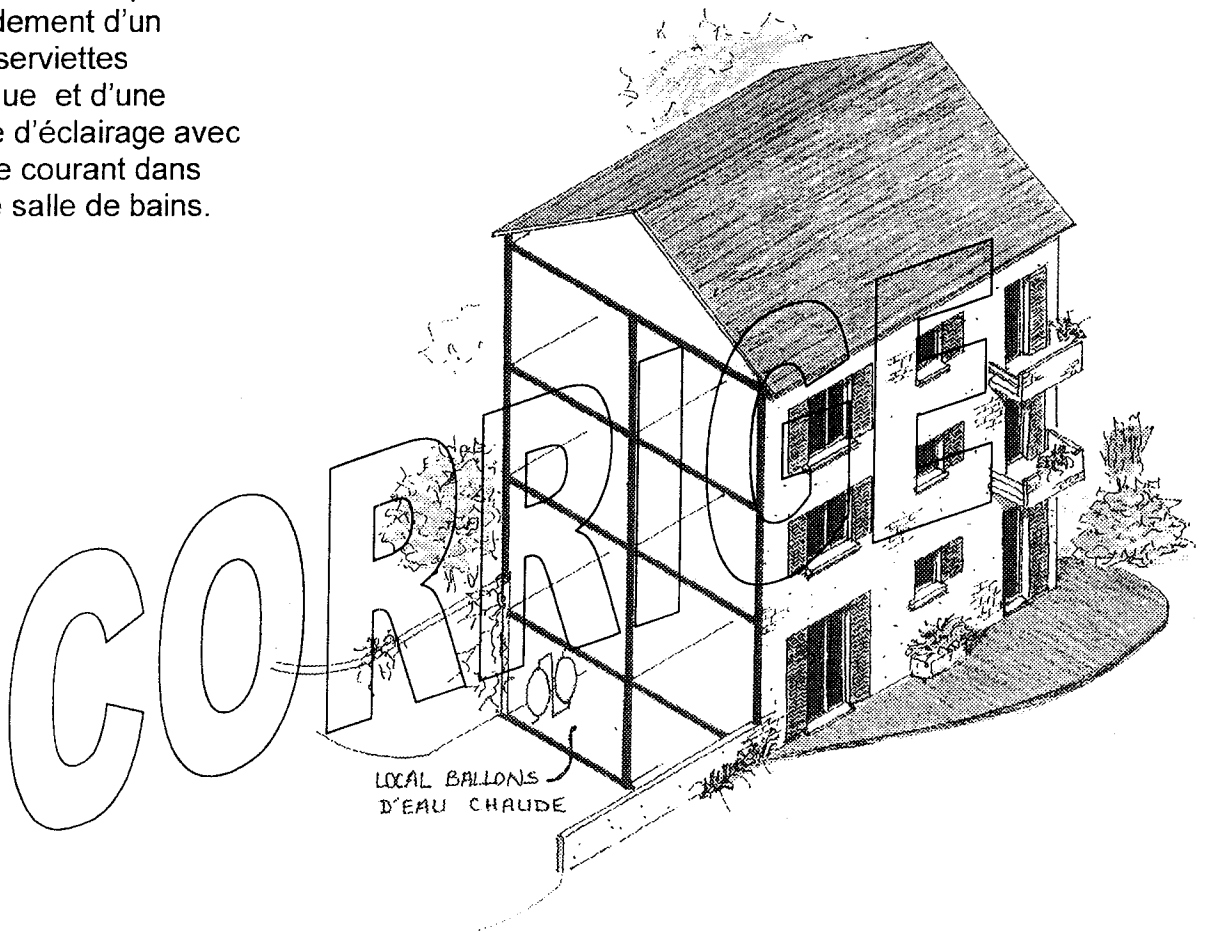 dement d'un
serviettes
ue et d'une
e d'éclairage avec
e courant dans
salle de bains.
CORRIGE
LOCAL BALLONS
D'EAU CHAUDE